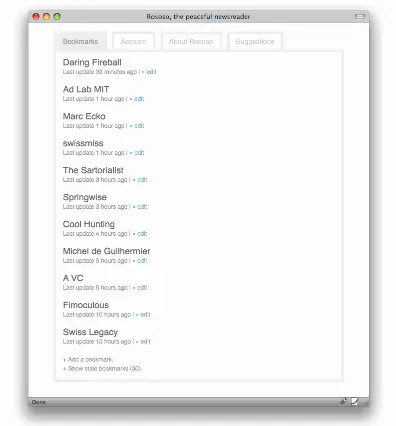 Rososo, the peaceful newsreader
Bookmarks
Account
About Rososo
Suggestions
Daring Fireball
Last update 39 minutes ago | • edit
Ad Lab MIT
Last update 1 hour ago | • edit
Marc Ecko
Last update 1 hour ago | • edit
swissmiss
Last update 1 hour ago | • edit
The Sartorialist
Last update 3 hours ago | • edit
Springwise
Last update 3 hours ago | • edit
Cool Hunting
Last update 4 hours ago | • edit
Michel de Guilhermier
Last update 5 hours ago | • edit
A VC
Last update 6 hours ago | • edit
Fimoculous
Last update 10 hours ago | • edit
Swiss Legacy
Last update 15 hours ago | • edit
+ Add a bookmark.
+ Show stale bookmarks (30).
Done